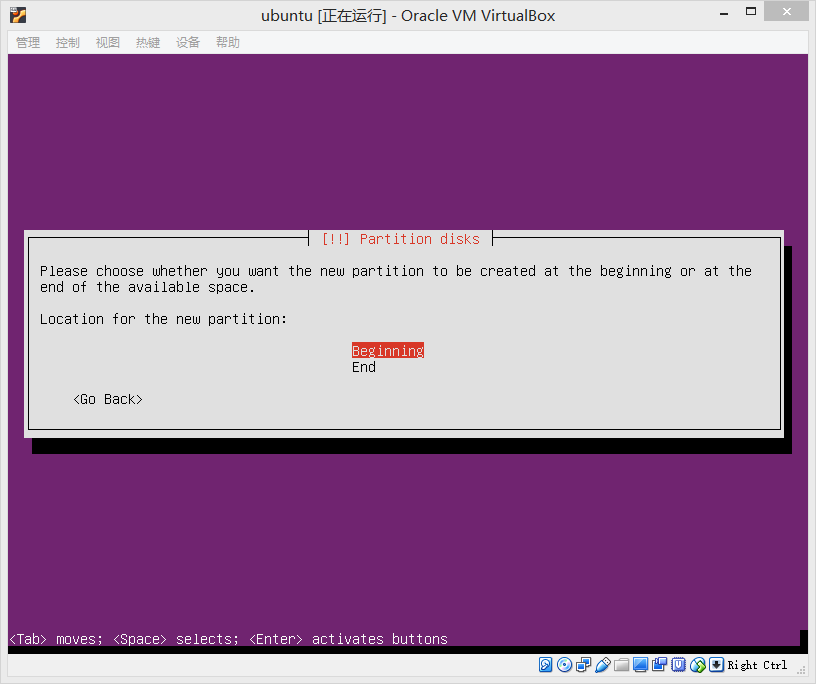 ubuntu [正在运行] - Oracle VM VirtualBox
管理 控制 视图 热键 设备 帮助
[!!] Partition disks
Please choose whether you want the new partition to be created at the beginning or at the
end of the available space.
Location for the new partition:
Beginning
End
<Go Back>
<Tab> moves; <Space> selects; <Enter> activates buttons
Right Ctrl